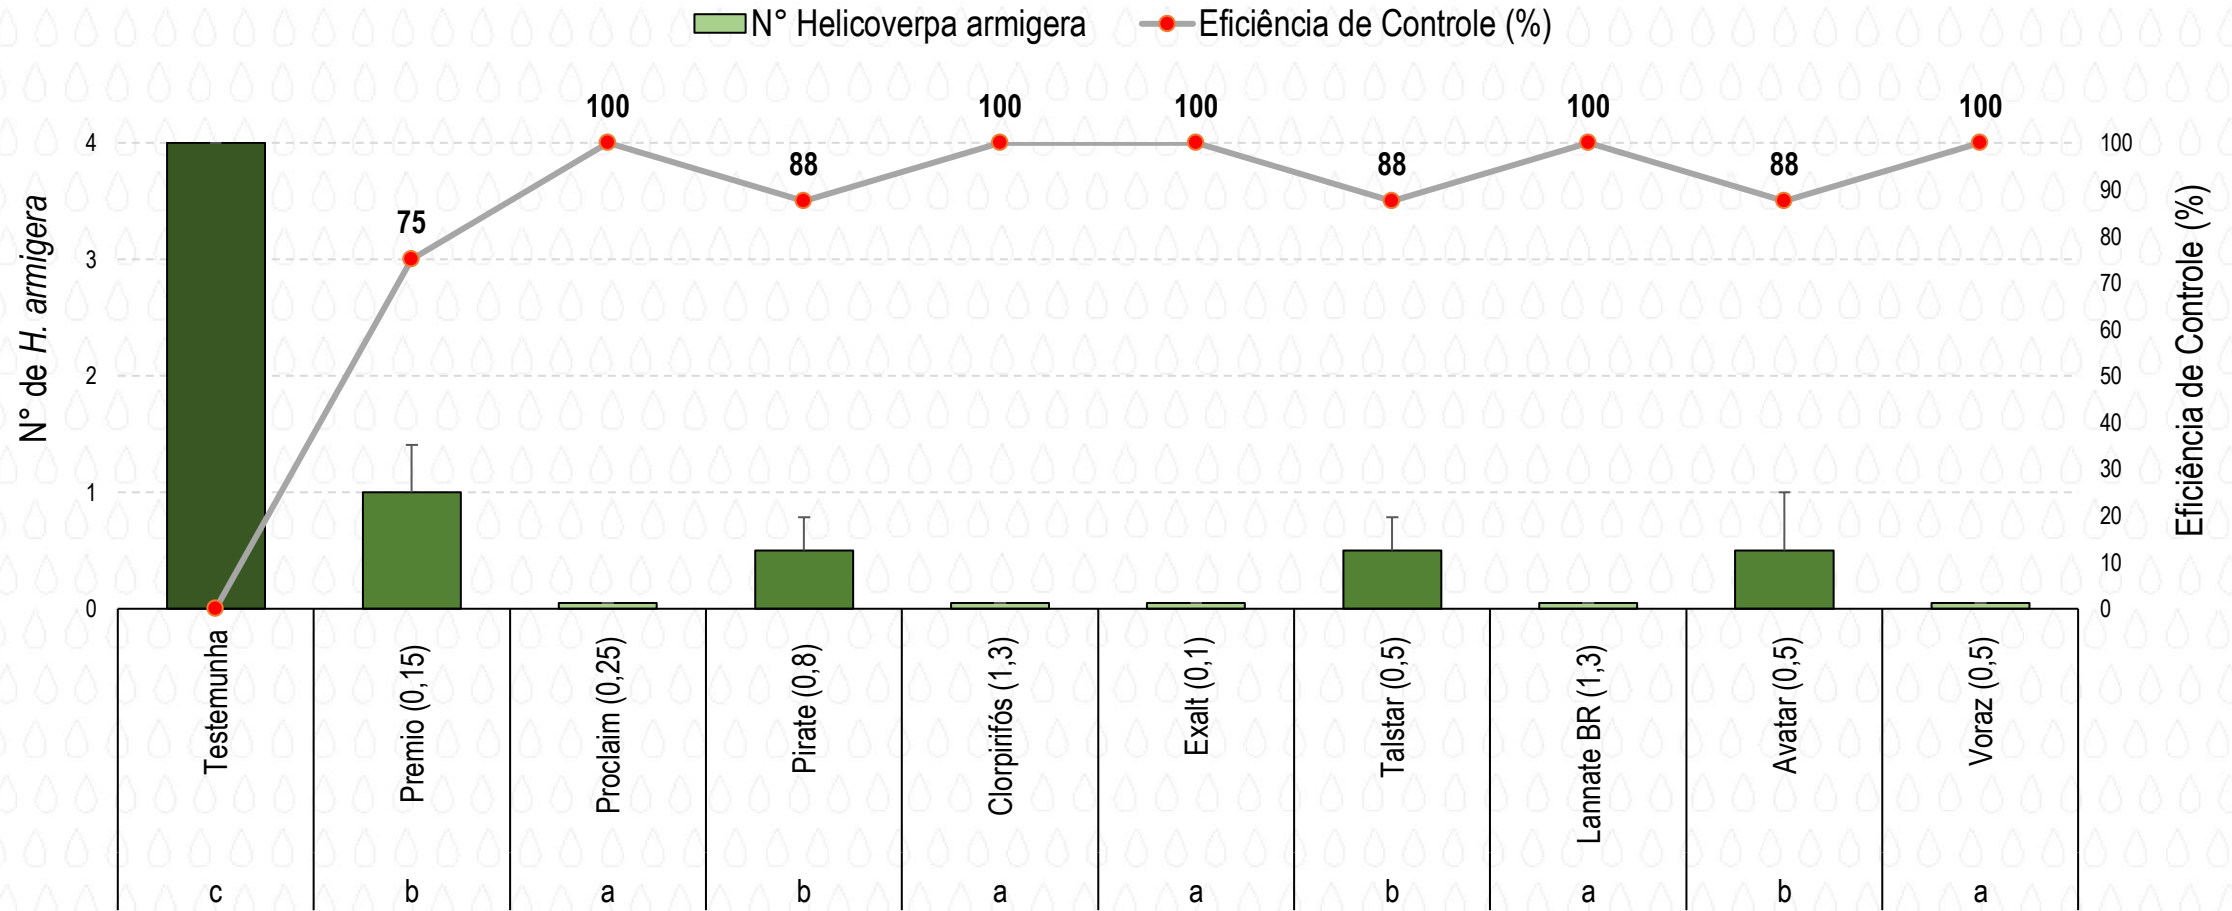 N° Helicoverpa armigera
Eficiência de Controle (%)
100
100
100
100
100
88
88
88
75
4
3
2
1
0
N° de H. armigera
100
90
80
70
60
50
40
30
20
10
0
Eficiência de Controle (%)
Testemunha
Premio (0,15)
Proclaim (0,25)
Pirate (0,8)
Clorpirifós (1,3)
Exalt (0,1)
Talstar (0,5)
Lannate BR (1,3)
Avatar (0,5)
Voraz (0,5)
c
b
a
b
a
a
b
a
b
a